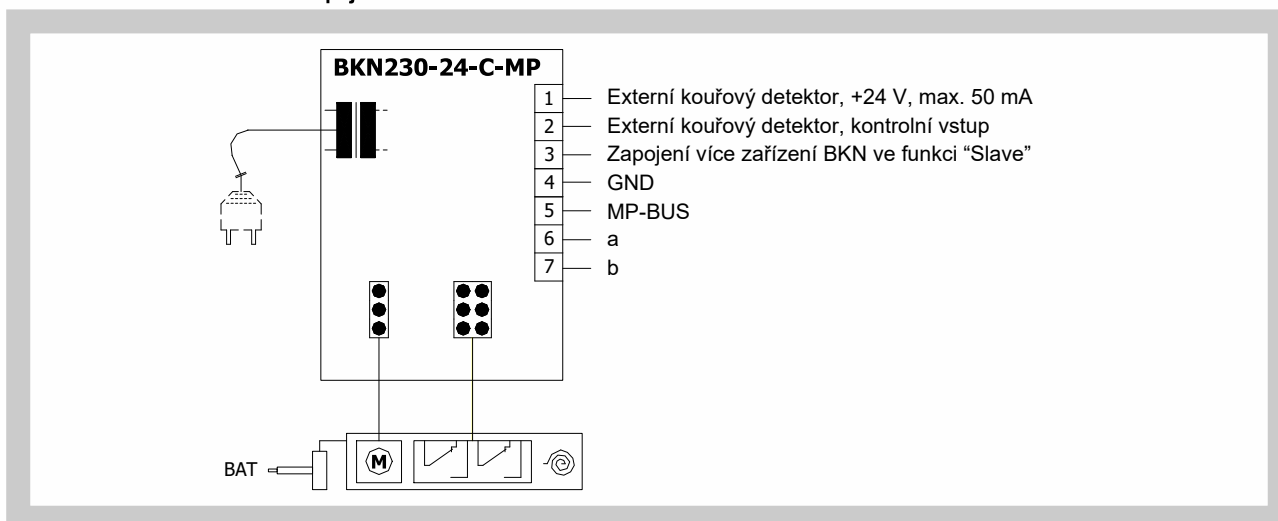 BKN230-24-C-MP
1 Externí kouřový detektor, +24 V, max. 50 mA
2 Externí kouřový detektor, kontrolní vstup
3 Zapojení více zařízení BKN ve funkci “Slave”
4 GND
5 MP-BUS
6 a
7 b
BAT
M